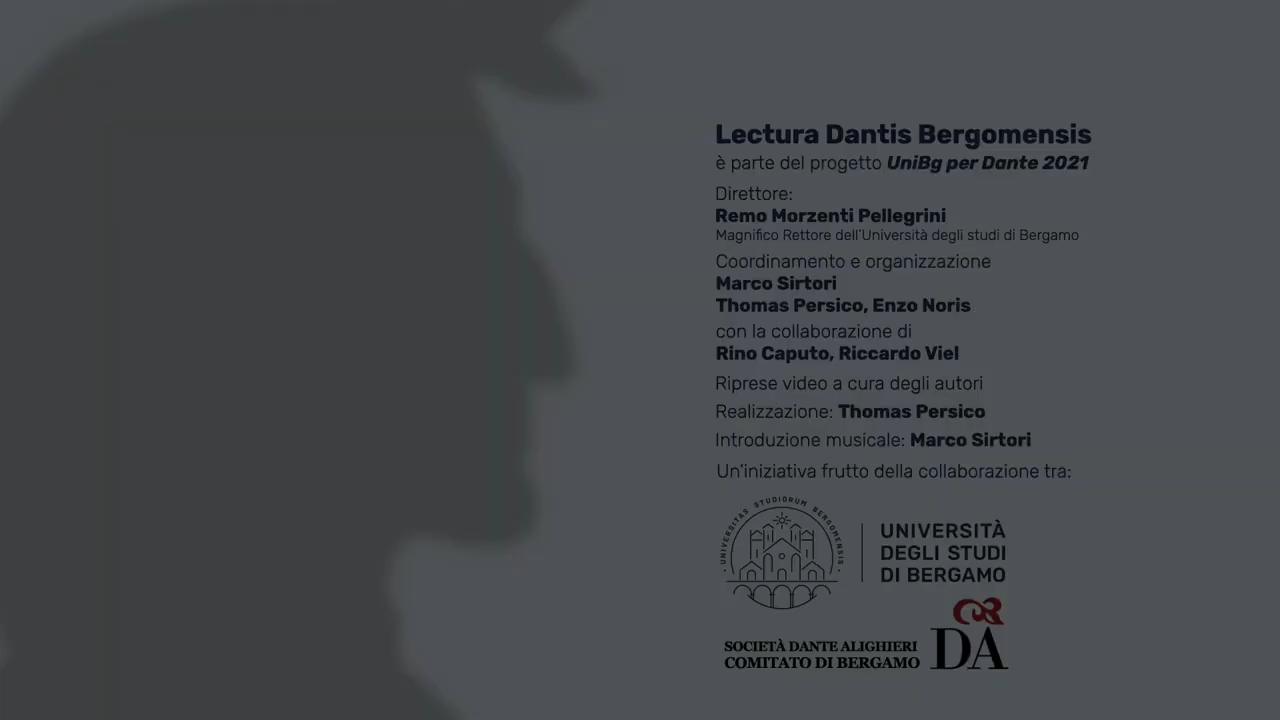 Lectura Dantis Bergomensis
è parte del progetto UniBg per Dante 2021
Direttore:
Remo Morzenti Pellegrini
Magnifico Rettore dell'Università degli studi di Bergamo
Coordinamento e organizzazione
Marco Sirtori
Thomas Persico, Enzo Noris
con la collaborazione di
Rino Caputo, Riccardo Viel
Riprese video a cura degli autori
Realizzazione: Thomas Persico
Introduzione musicale: Marco Sirtori
Un'iniziativa frutto della collaborazione tra:
· UNIVERSITAS STUDIORUM BERGOMENSIS ·
UNIVERSITÀ
DEGLI STUDI
DI BERGAMO
SOCIETÀ DANTE ALIGHIERI
COMITATO DI BERGAMO
DA